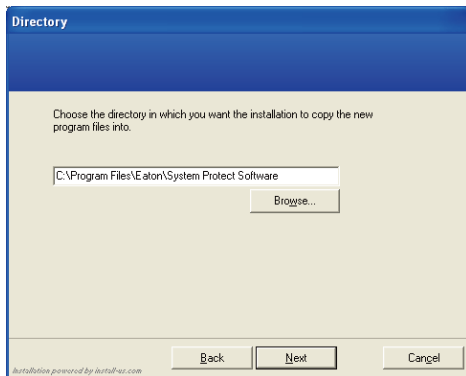 Directory
Choose the directory in which you want the installation to copy the new
program files into.
C:\Program Files\Eaton\System Protect Software
Browse...
Back Next Cancel
Installation powered by install-us.com